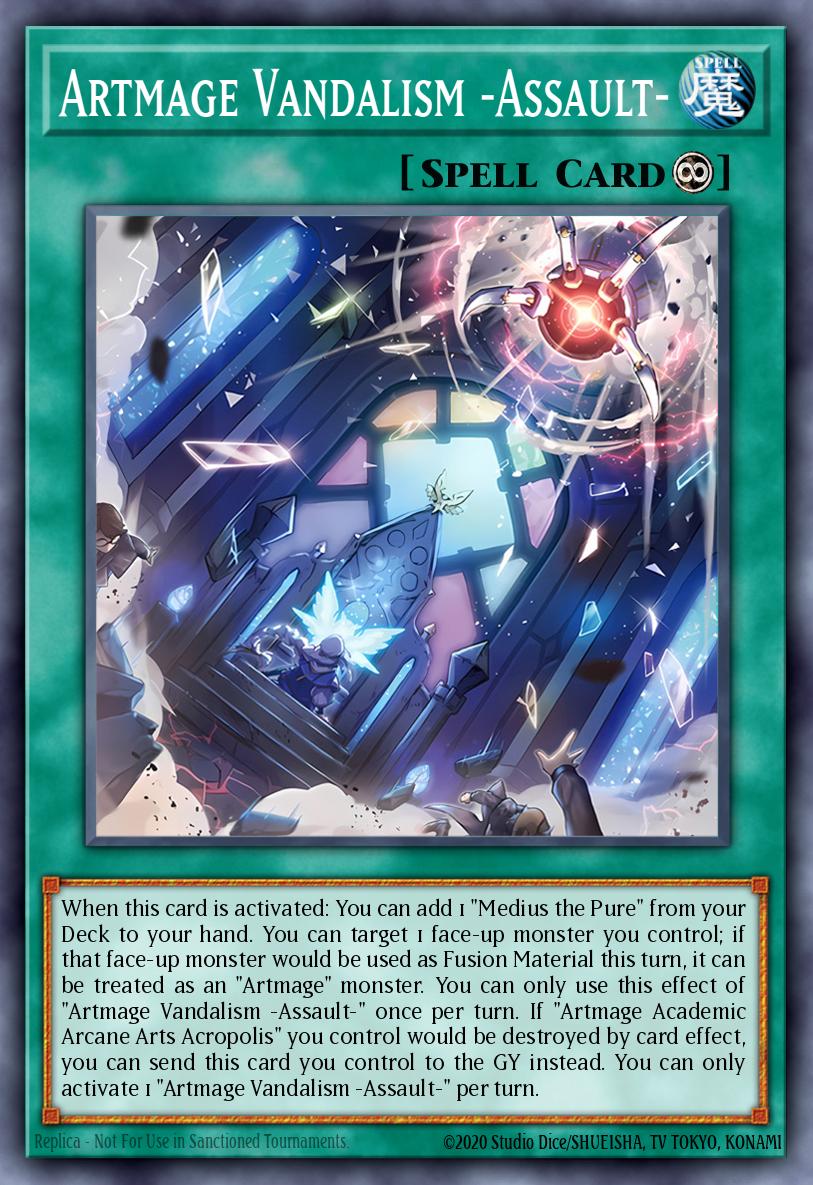 Artmage Vandalism -Assault-
SPELL
魔
[Spell Card]
When this card is activated: You can add 1 "Medius the Pure" from your
Deck to your hand. You can target 1 face-up monster you control; if
that face-up monster would be used as Fusion Material this turn, it can
be treated as an "Artmage" monster. You can only use this effect of
"Artmage Vandalism -Assault-" once per turn. If "Artmage Academic
Arcane Arts Acropolis" you control would be destroyed by card effect,
you can send this card you control to the GY instead. You can only
activate 1 "Artmage Vandalism -Assault-" per turn.
Replica - Not For Use in Sanctioned Tournaments.
©2020 Studio Dice/SHUEISHA, TV TOKYO, KONAMI